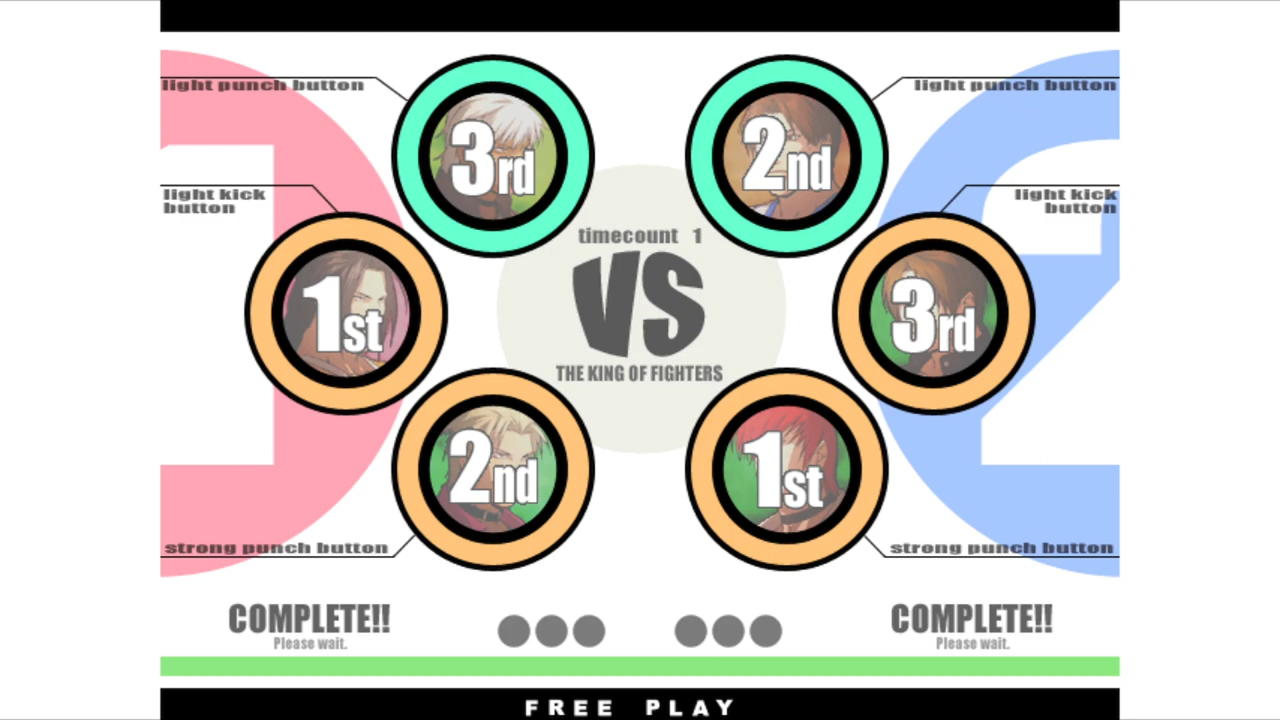 light punch button
light punch button
3rd
2nd
light kick
button
light kick
button
timecount 1
1st
VS
3rd
THE KING OF FIGHTERS
2nd
1st
strong punch button
strong punch button
COMPLETE!!
Please wait.
COMPLETE!!
Please wait.
FREE PLAY
1
2